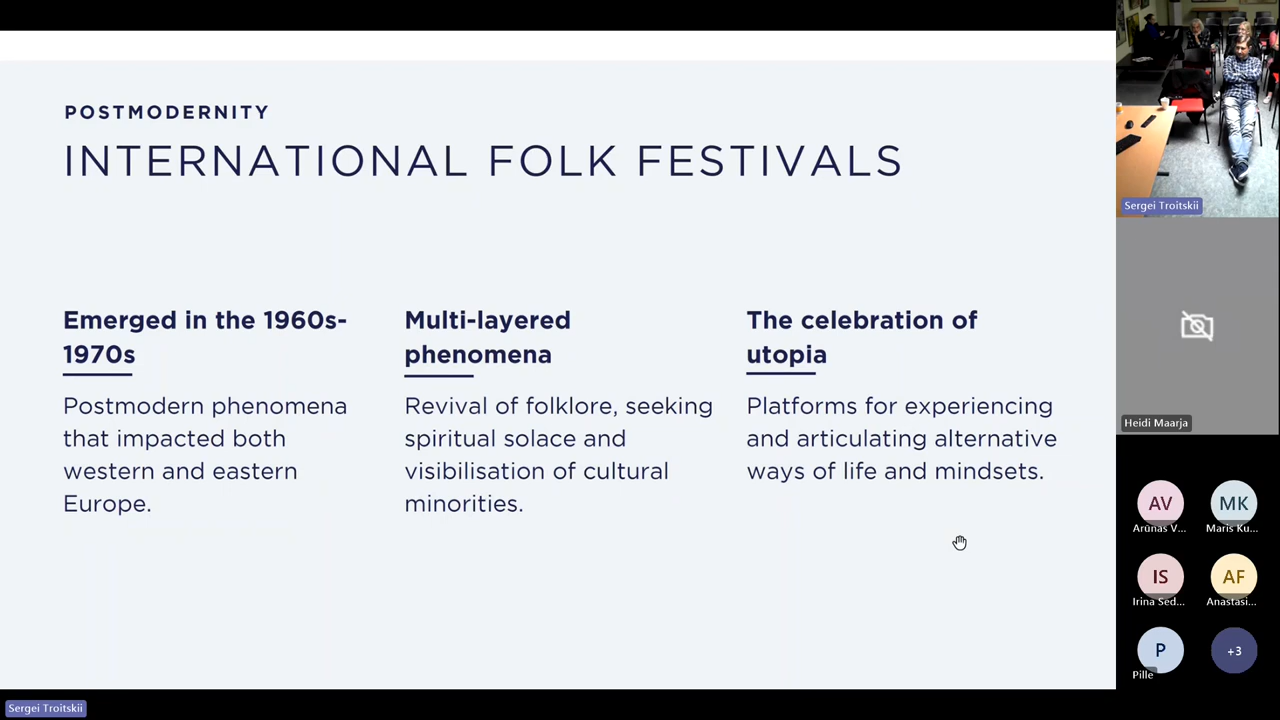 POSTMODERNITY
INTERNATIONAL FOLK FESTIVALS
Emerged in the 1960s-
1970s
Postmodern phenomena
that impacted both
western and eastern
Europe.
Multi-layered
phenomena
Revival of folklore, seeking
spiritual solace and
visibilisation of cultural
minorities.
The celebration of
utopia
Platforms for experiencing
and articulating alternative
ways of life and mindsets.
Sergei Troitskii
Heidi Maarja
AV
Arūnas V...
MK
Maris Ku...
IS
Irina Sed...
AF
Anastasi...
P
Pille
+3
Sergei Troitskii